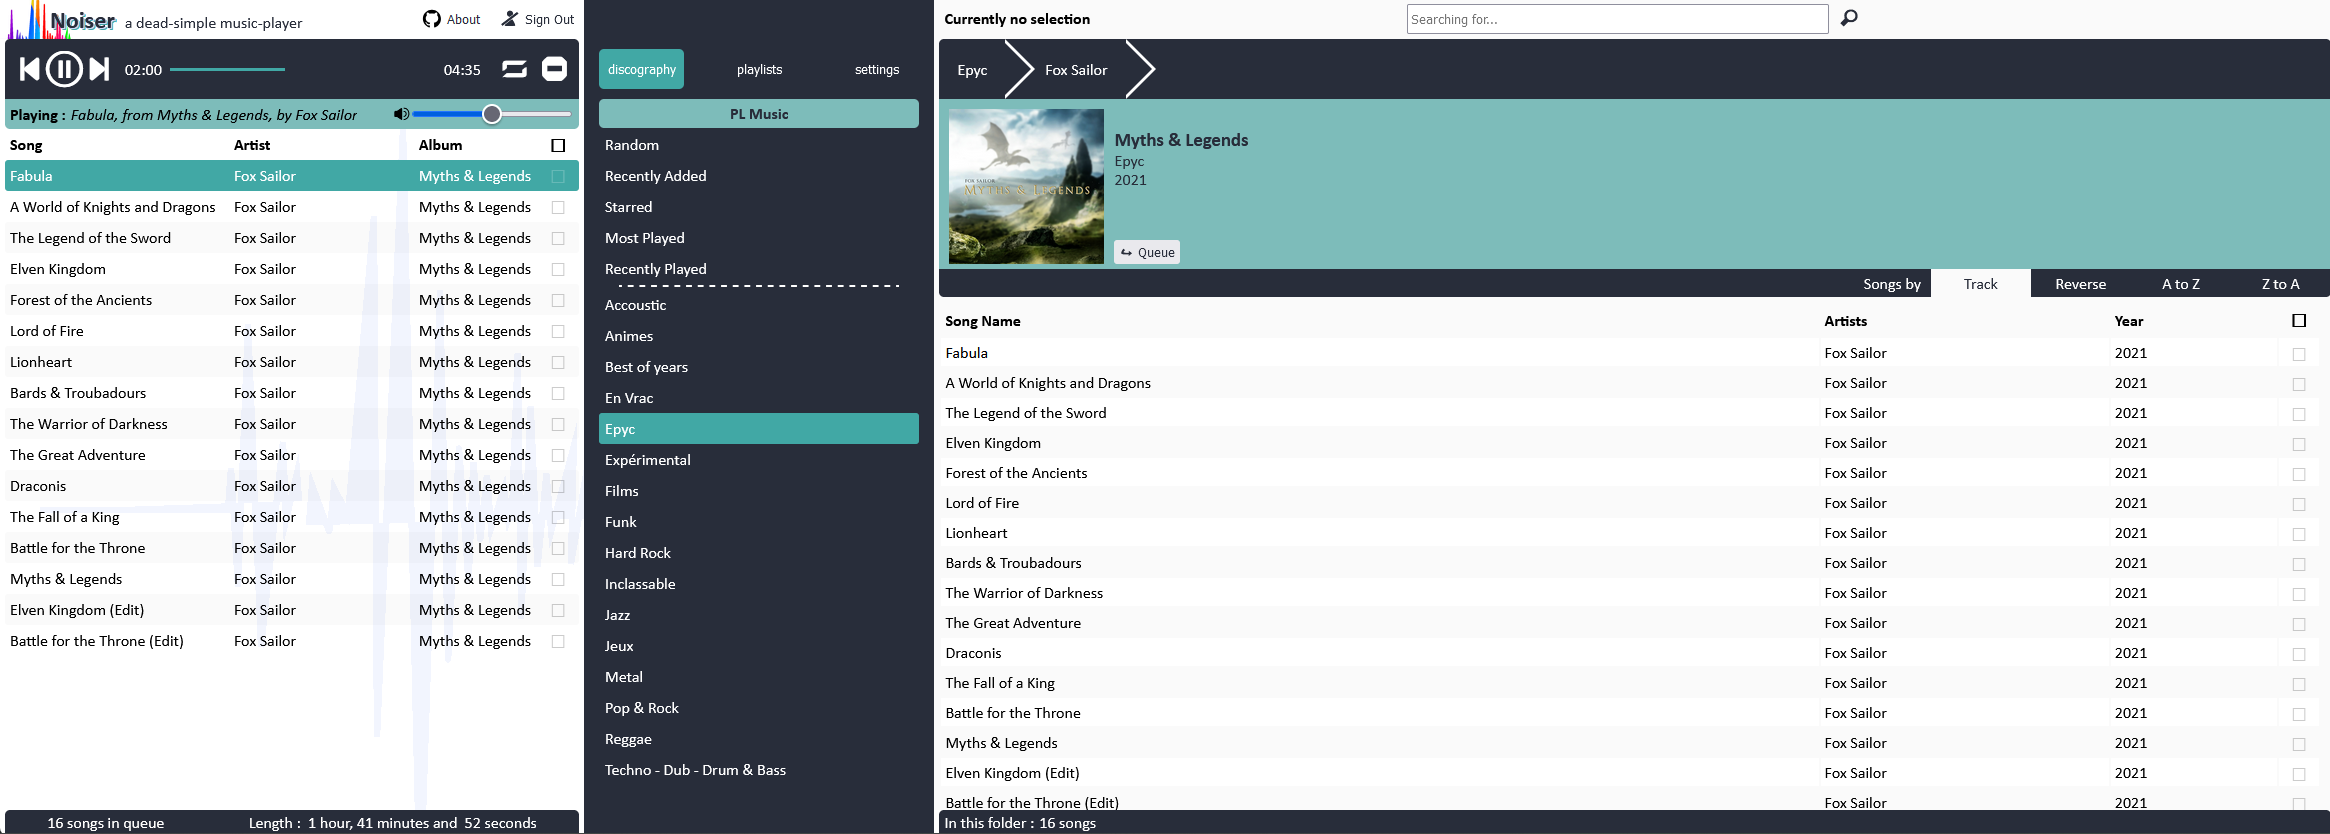 Noiser a dead-simple music-player
About
Sign Out
02:00
04:35
Playing : Fabula, from Myths & Legends, by Fox Sailor
Song Artist Album
Fabula Fox Sailor Myths & Legends
A World of Knights and Dragons Fox Sailor Myths & Legends
The Legend of the Sword Fox Sailor Myths & Legends
Elven Kingdom Fox Sailor Myths & Legends
Forest of the Ancients Fox Sailor Myths & Legends
Lord of Fire Fox Sailor Myths & Legends
Lionheart Fox Sailor Myths & Legends
Bards & Troubadours Fox Sailor Myths & Legends
The Warrior of Darkness Fox Sailor Myths & Legends
The Great Adventure Fox Sailor Myths & Legends
Draconis Fox Sailor Myths & Legends
The Fall of a King Fox Sailor Myths & Legends
Battle for the Throne Fox Sailor Myths & Legends
Myths & Legends Fox Sailor Myths & Legends
Elven Kingdom (Edit) Fox Sailor Myths & Legends
Battle for the Throne (Edit) Fox Sailor Myths & Legends
16 songs in queue Length : 1 hour, 41 minutes and 52 seconds
discography playlists settings
PL Music
Random
Recently Added
Starred
Most Played
Recently Played
Accoustic
Animes
Best of years
En Vrac
Epyc
Expérimental
Films
Funk
Hard Rock
Inclassable
Jazz
Jeux
Metal
Pop & Rock
Reggae
Techno - Dub - Drum & Bass
Currently no selection
Searching for...
Epyc Fox Sailor
FOX SAILOR
MYTHS & LEGENDS
Myths & Legends
Epyc
2021
Queue
Songs by Track Reverse A to Z Z to A
Song Name Artists Year
Fabula Fox Sailor 2021
A World of Knights and Dragons Fox Sailor 2021
The Legend of the Sword Fox Sailor 2021
Elven Kingdom Fox Sailor 2021
Forest of the Ancients Fox Sailor 2021
Lord of Fire Fox Sailor 2021
Lionheart Fox Sailor 2021
Bards & Troubadours Fox Sailor 2021
The Warrior of Darkness Fox Sailor 2021
The Great Adventure Fox Sailor 2021
Draconis Fox Sailor 2021
The Fall of a King Fox Sailor 2021
Battle for the Throne Fox Sailor 2021
Myths & Legends Fox Sailor 2021
Elven Kingdom (Edit) Fox Sailor 2021
Battle for the Throne (Edit) Fox Sailor 2021
In this folder : 16 songs